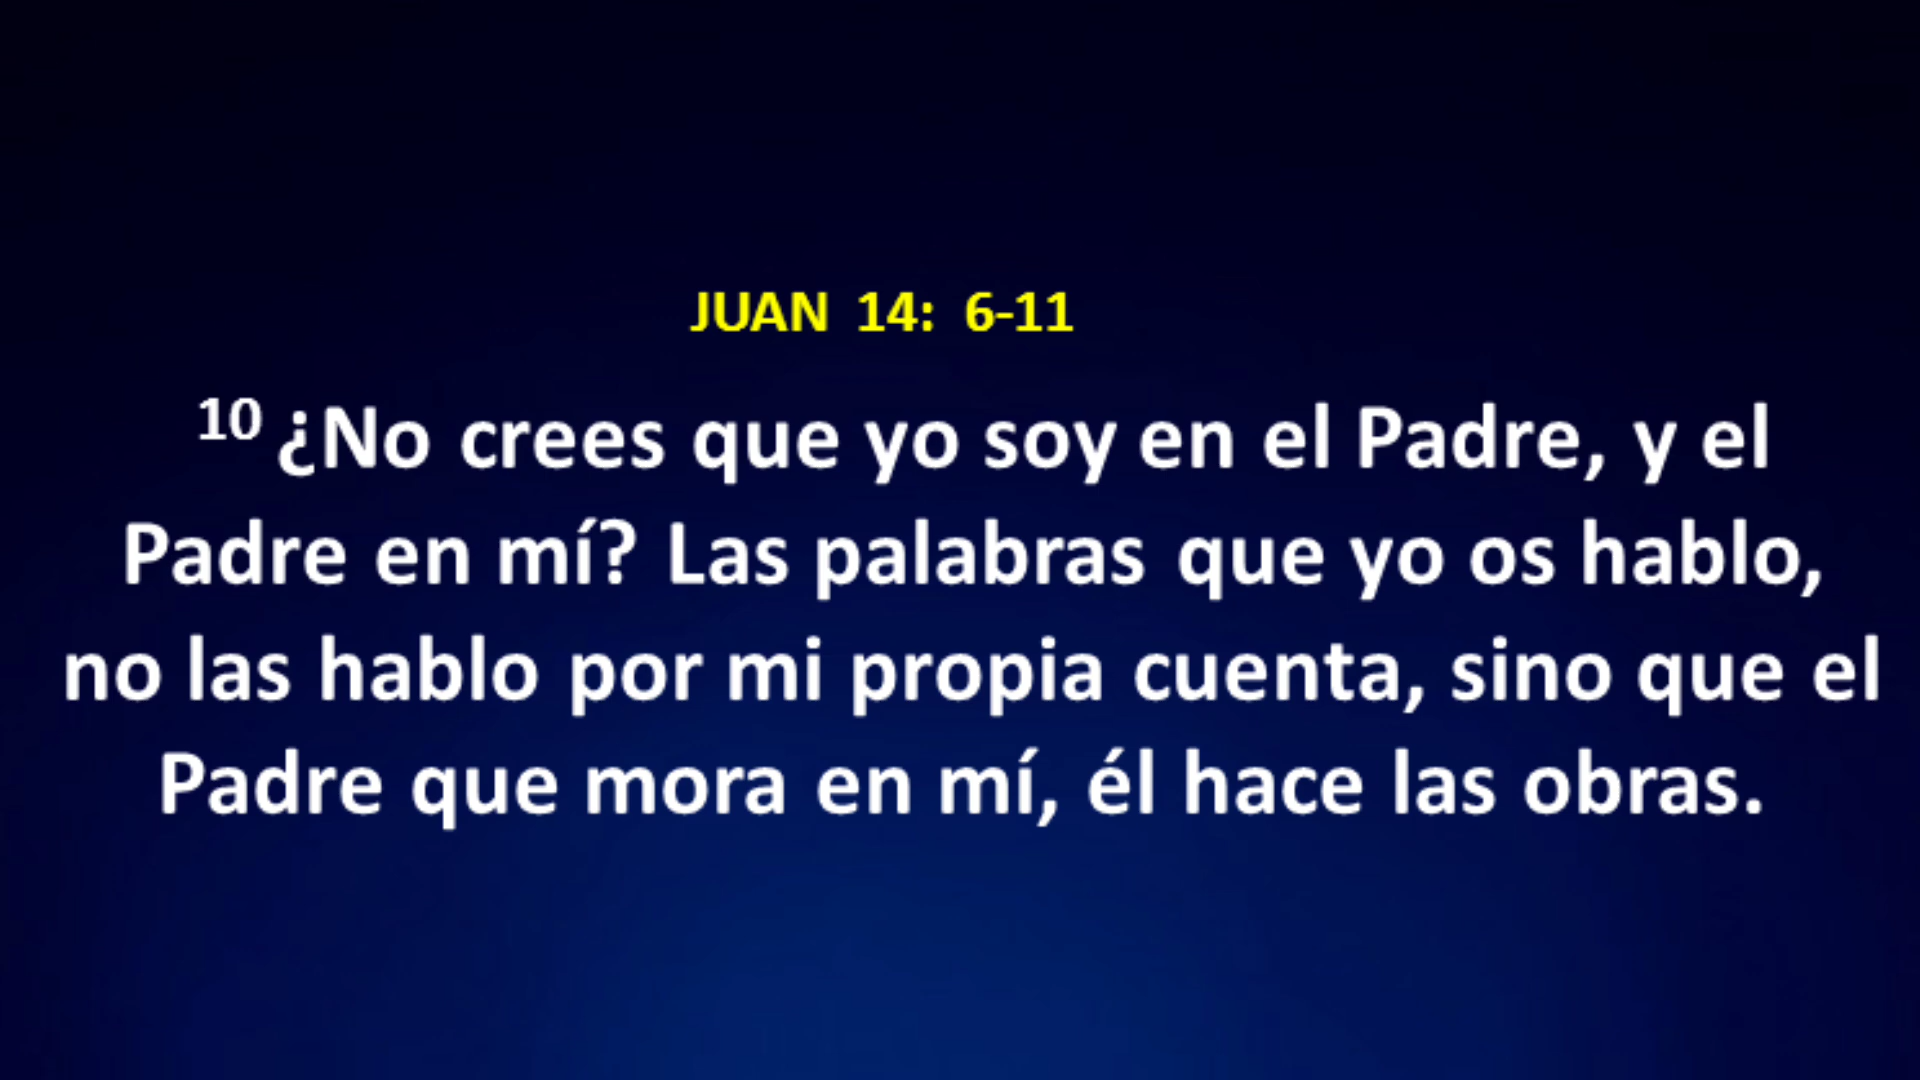 JUAN 14: 6-11
10 ¿No crees que yo soy en el Padre, y el
Padre en mí? Las palabras que yo os hablo,
no las hablo por mi propia cuenta, sino que el
Padre que mora en mí, él hace las obras.